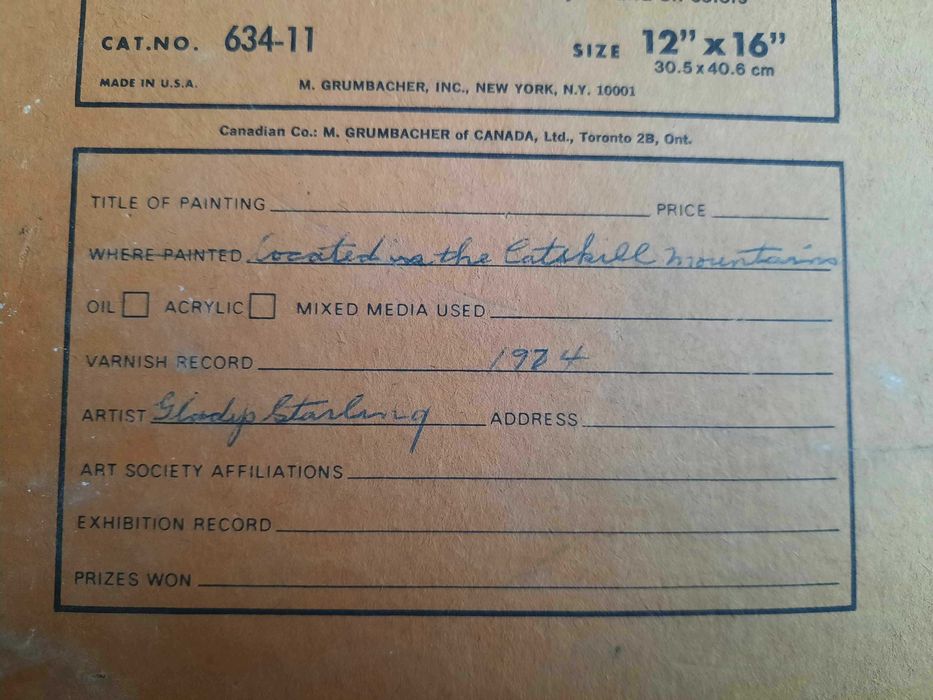 CAT.NO. 634-11 SIZE 12" x 16"
30.5 x 40.6 cm
MADE IN U.S.A. M. GRUMBACHER, INC., NEW YORK, N.Y. 10001
Canadian Co.: M. GRUMBACHER of CANADA, Ltd., Toronto 2B, Ont.
TITLE OF PAINTING PRICE
WHERE PAINTED Located in the Catskill Mountains
OIL ACRYLIC MIXED MEDIA USED
VARNISH RECORD 1974
ARTIST Gladys Starling ADDRESS
ART SOCIETY AFFILIATIONS
EXHIBITION RECORD
PRIZES WON